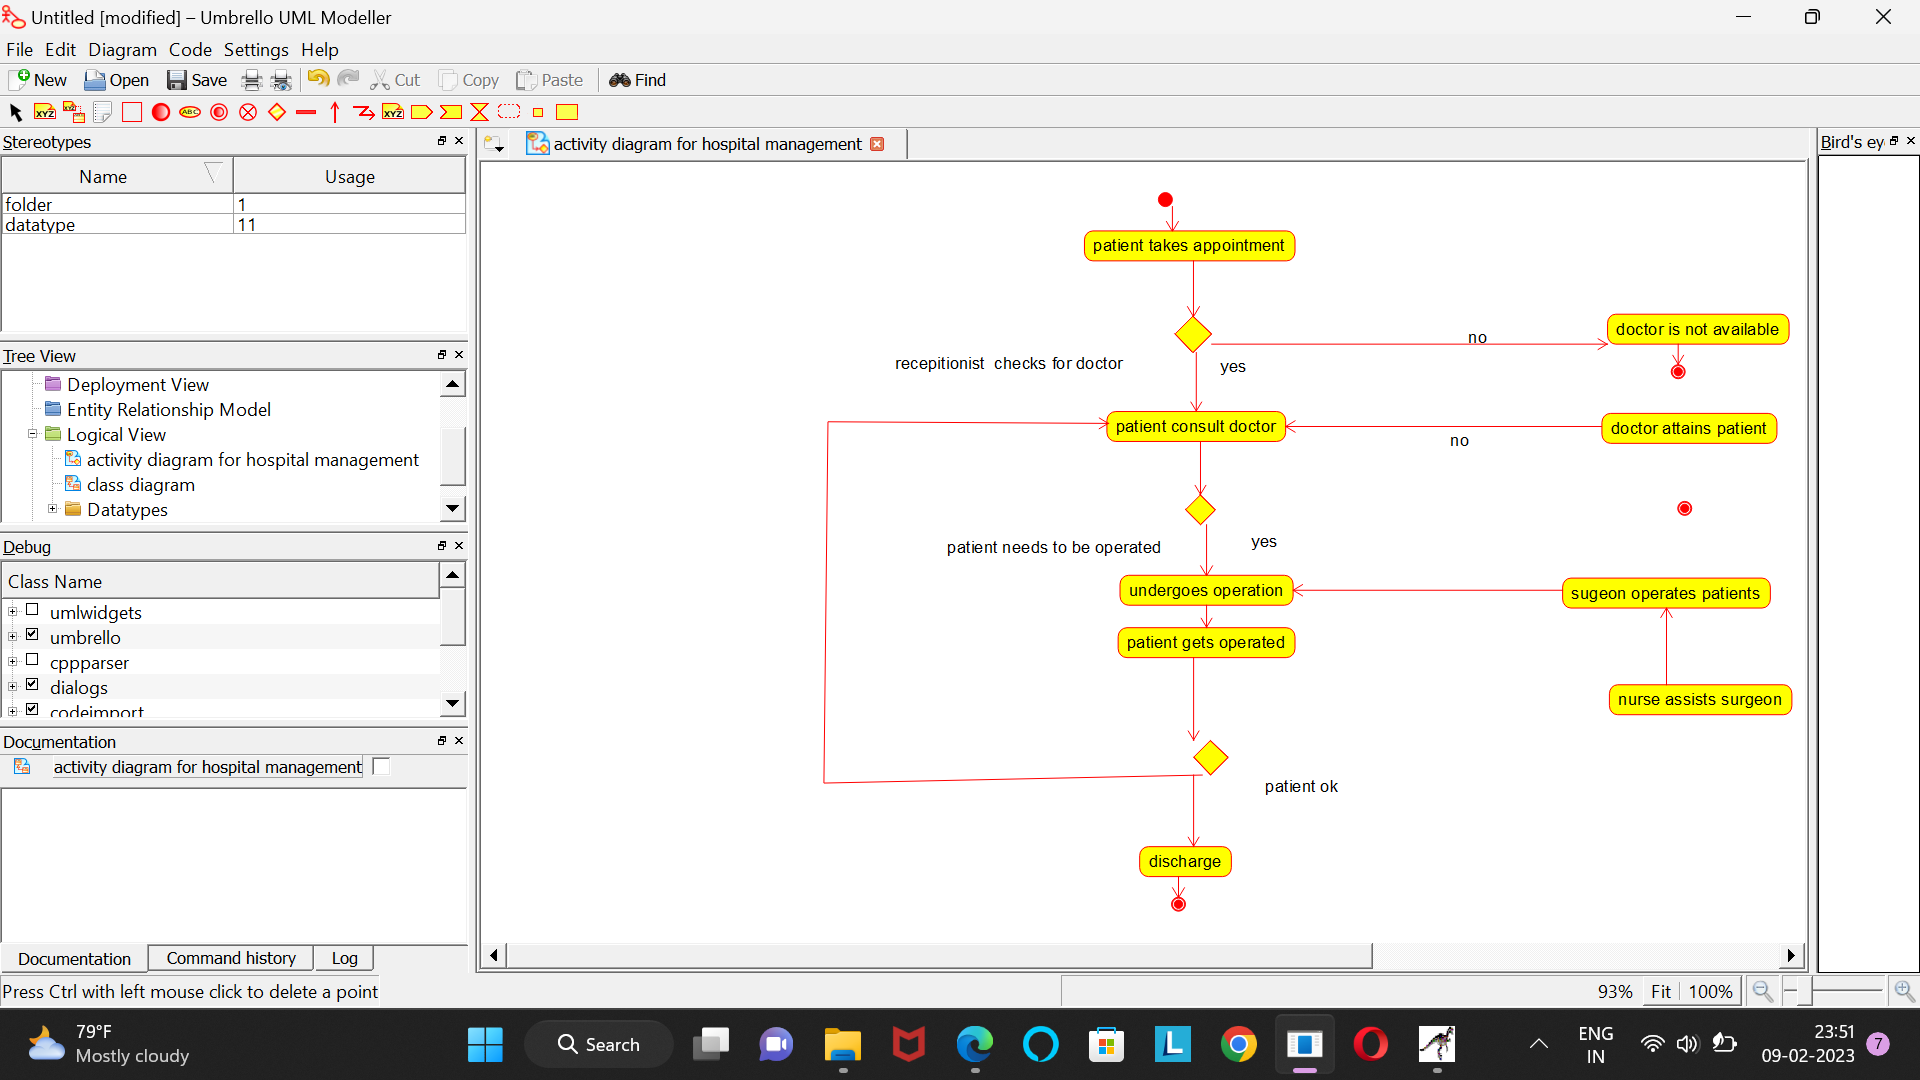 Untitled [modified] – Umbrello UML Modeller
File Edit Diagram Code Settings Help
New Open Save Cut Copy Paste Find
XYZ XYZ ABC XYZ
Stereotypes
Name Usage
folder 1
datatype 11
Tree View
Deployment View
Entity Relationship Model
Logical View
activity diagram for hospital management
class diagram
Datatypes
Debug
Class Name
umlwidgets
umbrello
cppparser
dialogs
codeimport
Documentation
activity diagram for hospital management
Documentation Command history Log
Press Ctrl with left mouse click to delete a point
activity diagram for hospital management
patient takes appointment
no
doctor is not available
recepitionist checks for doctor
yes
patient consult doctor
no
doctor attains patient
patient needs to be operated
yes
undergoes operation
sugeon operates patients
patient gets operated
nurse assists surgeon
patient ok
discharge
Bird's ey
93% Fit 100%
79°F
Mostly cloudy
Search
L
ENG
IN
23:51
09-02-2023
7